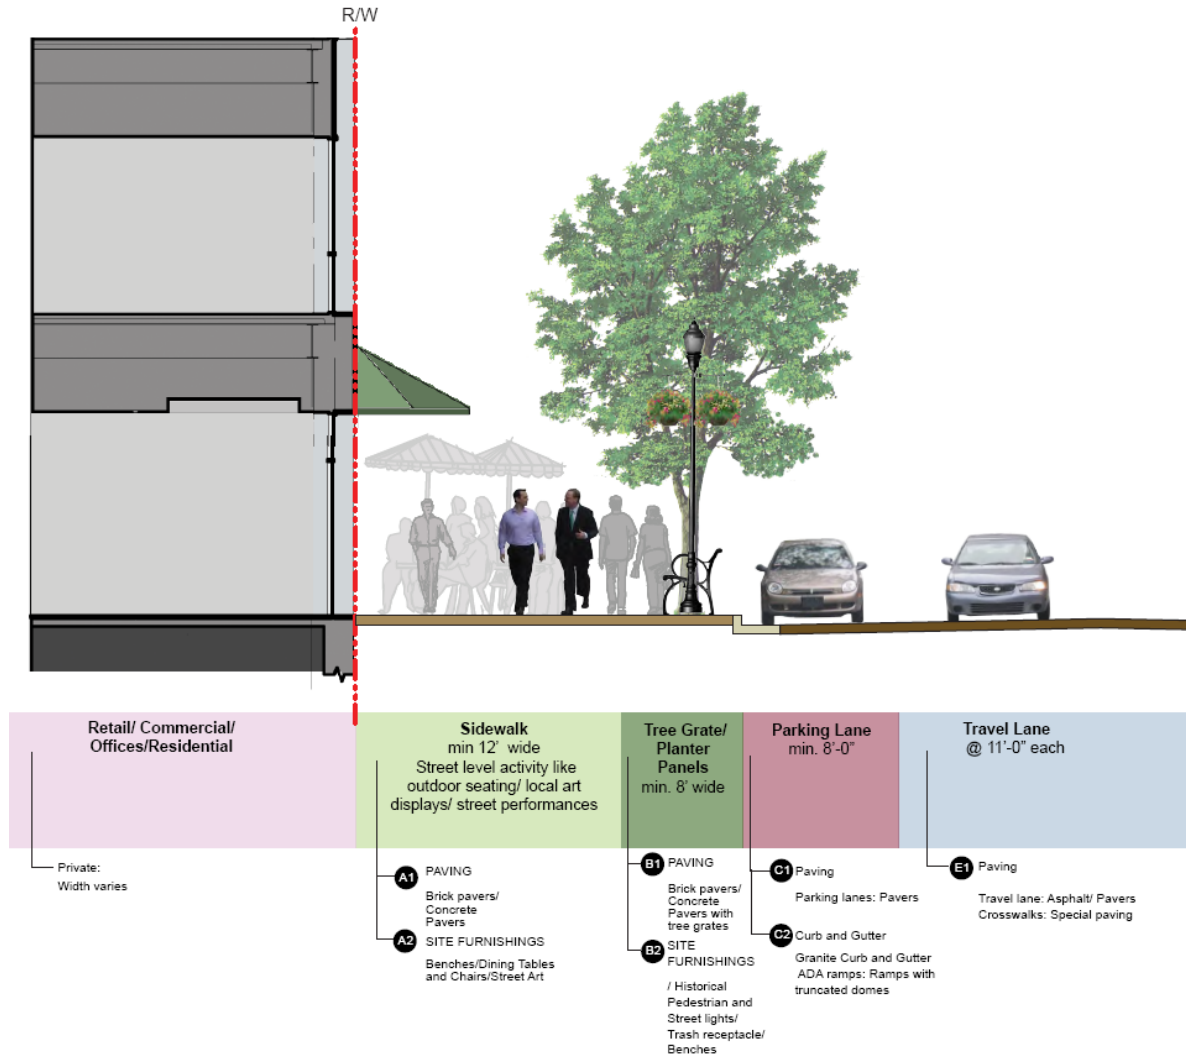 R/W
Retail/ Commercial/
Offices/Residential
Private:
Width varies
Sidewalk
min 12' wide
Street level activity like
outdoor seating/ local art
displays/ street performances
A1 PAVING
Brick pavers/
Concrete
Pavers
A2 SITE FURNISHINGS
Benches/Dining Tables
and Chairs/Street Art
Tree Grate/
Planter
Panels
min. 8' wide
B1 PAVING
Brick pavers/
Concrete
Pavers with
tree grates
B2 SITE
FURNISHINGS
/ Historical
Pedestrian and
Street lights/
Trash receptacle/
Benches
Parking Lane
min. 8'-0"
C1 Paving
Parking lanes: Pavers
C2 Curb and Gutter
Granite Curb and Gutter
ADA ramps: Ramps with
truncated domes
Travel Lane
@ 11'-0" each
E1 Paving
Travel lane: Asphalt/ Pavers
Crosswalks: Special paving